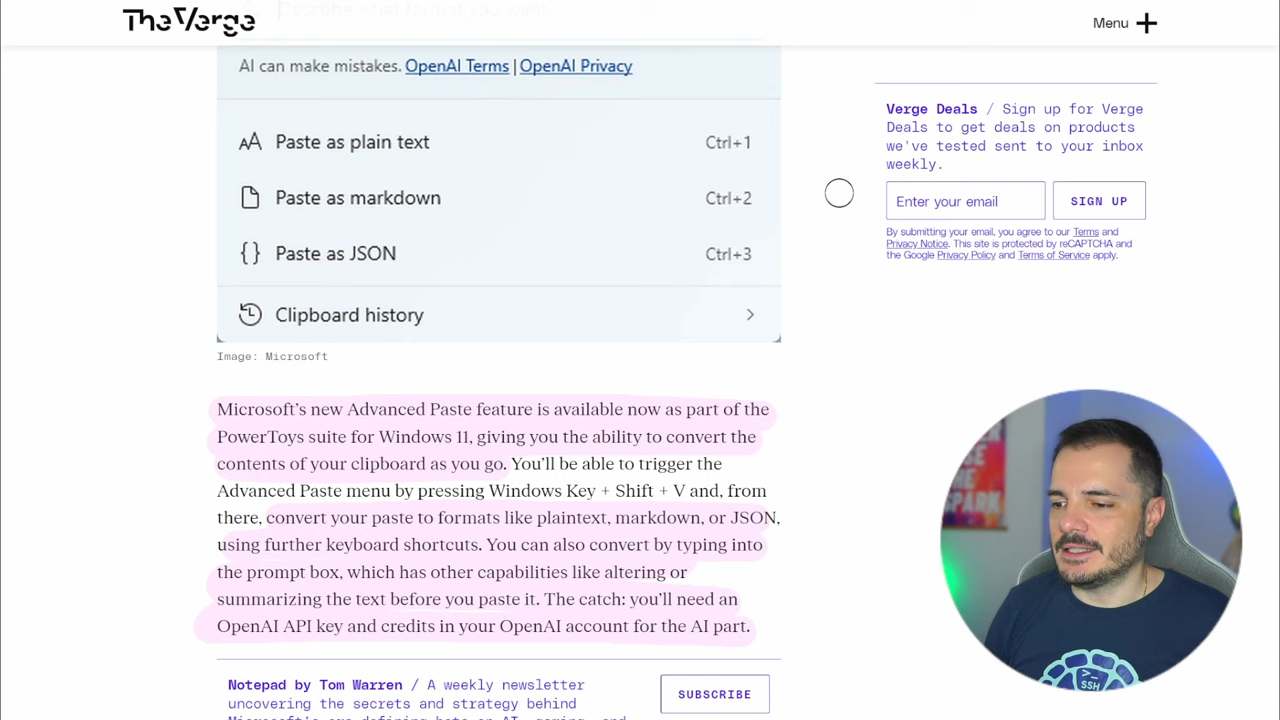 The Verge
Menu
Describe what format you want
AI can make mistakes. OpenAI Terms | OpenAI Privacy
Paste as plain text Ctrl+1
Paste as markdown Ctrl+2
Paste as JSON Ctrl+3
Clipboard history
Image: Microsoft
Microsoft's new Advanced Paste feature is available now as part of the
PowerToys suite for Windows 11, giving you the ability to convert the
contents of your clipboard as you go. You'll be able to trigger the
Advanced Paste menu by pressing Windows Key + Shift + V and, from
there, convert your paste to formats like plaintext, markdown, or JSON,
using further keyboard shortcuts. You can also convert by typing into
the prompt box, which has other capabilities like altering or
summarizing the text before you paste it. The catch: you'll need an
OpenAI API key and credits in your OpenAI account for the AI part.
Notepad by Tom Warren / A weekly newsletter
uncovering the secrets and strategy behind
SUBSCRIBE
Verge Deals / Sign up for Verge
Deals to get deals on products
we've tested sent to your inbox
weekly.
Enter your email
SIGN UP
By submitting your email, you agree to our Terms and
Privacy Notice. This site is protected by reCAPTCHA and
the Google Privacy Policy and Terms of Service apply.
SPARK
>_
SSH